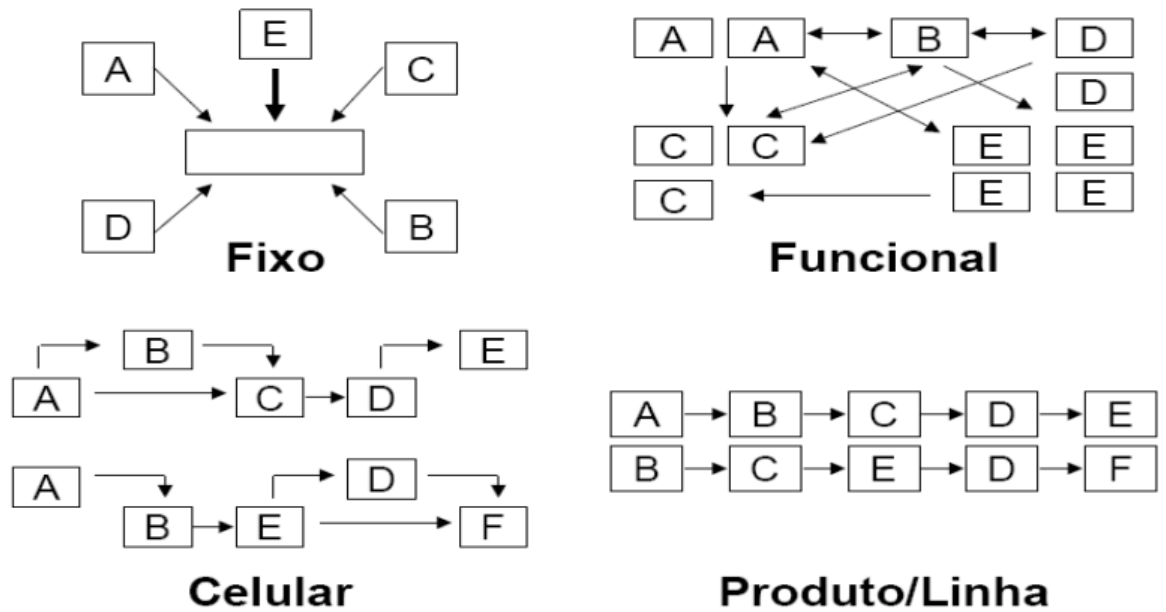 E
A C
D B
Fixo
A A B D
D
C C E E
C E E
Funcional
B E
A C D
A D
B E F
Celular
A B C D E
B C E D F
Produto/Linha